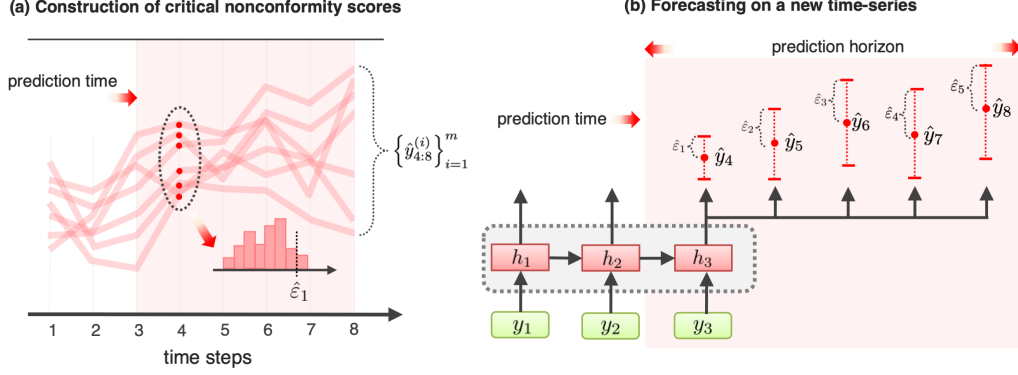 (a) Construction of critical nonconformity scores
prediction time
{ŷ_{4:8}^{(i)}}_{i=1}^{m}
ε̂₁
1 2 3 4 5 6 7 8
time steps
(b) Forecasting on a new time-series
prediction horizon
prediction time
ε̂₁ ŷ₄
ε̂₂ ŷ₅
ε̂₃ ŷ₆
ε̂₄ ŷ₇
ε̂₅ ŷ₈
h₁ h₂ h₃
y₁ y₂ y₃